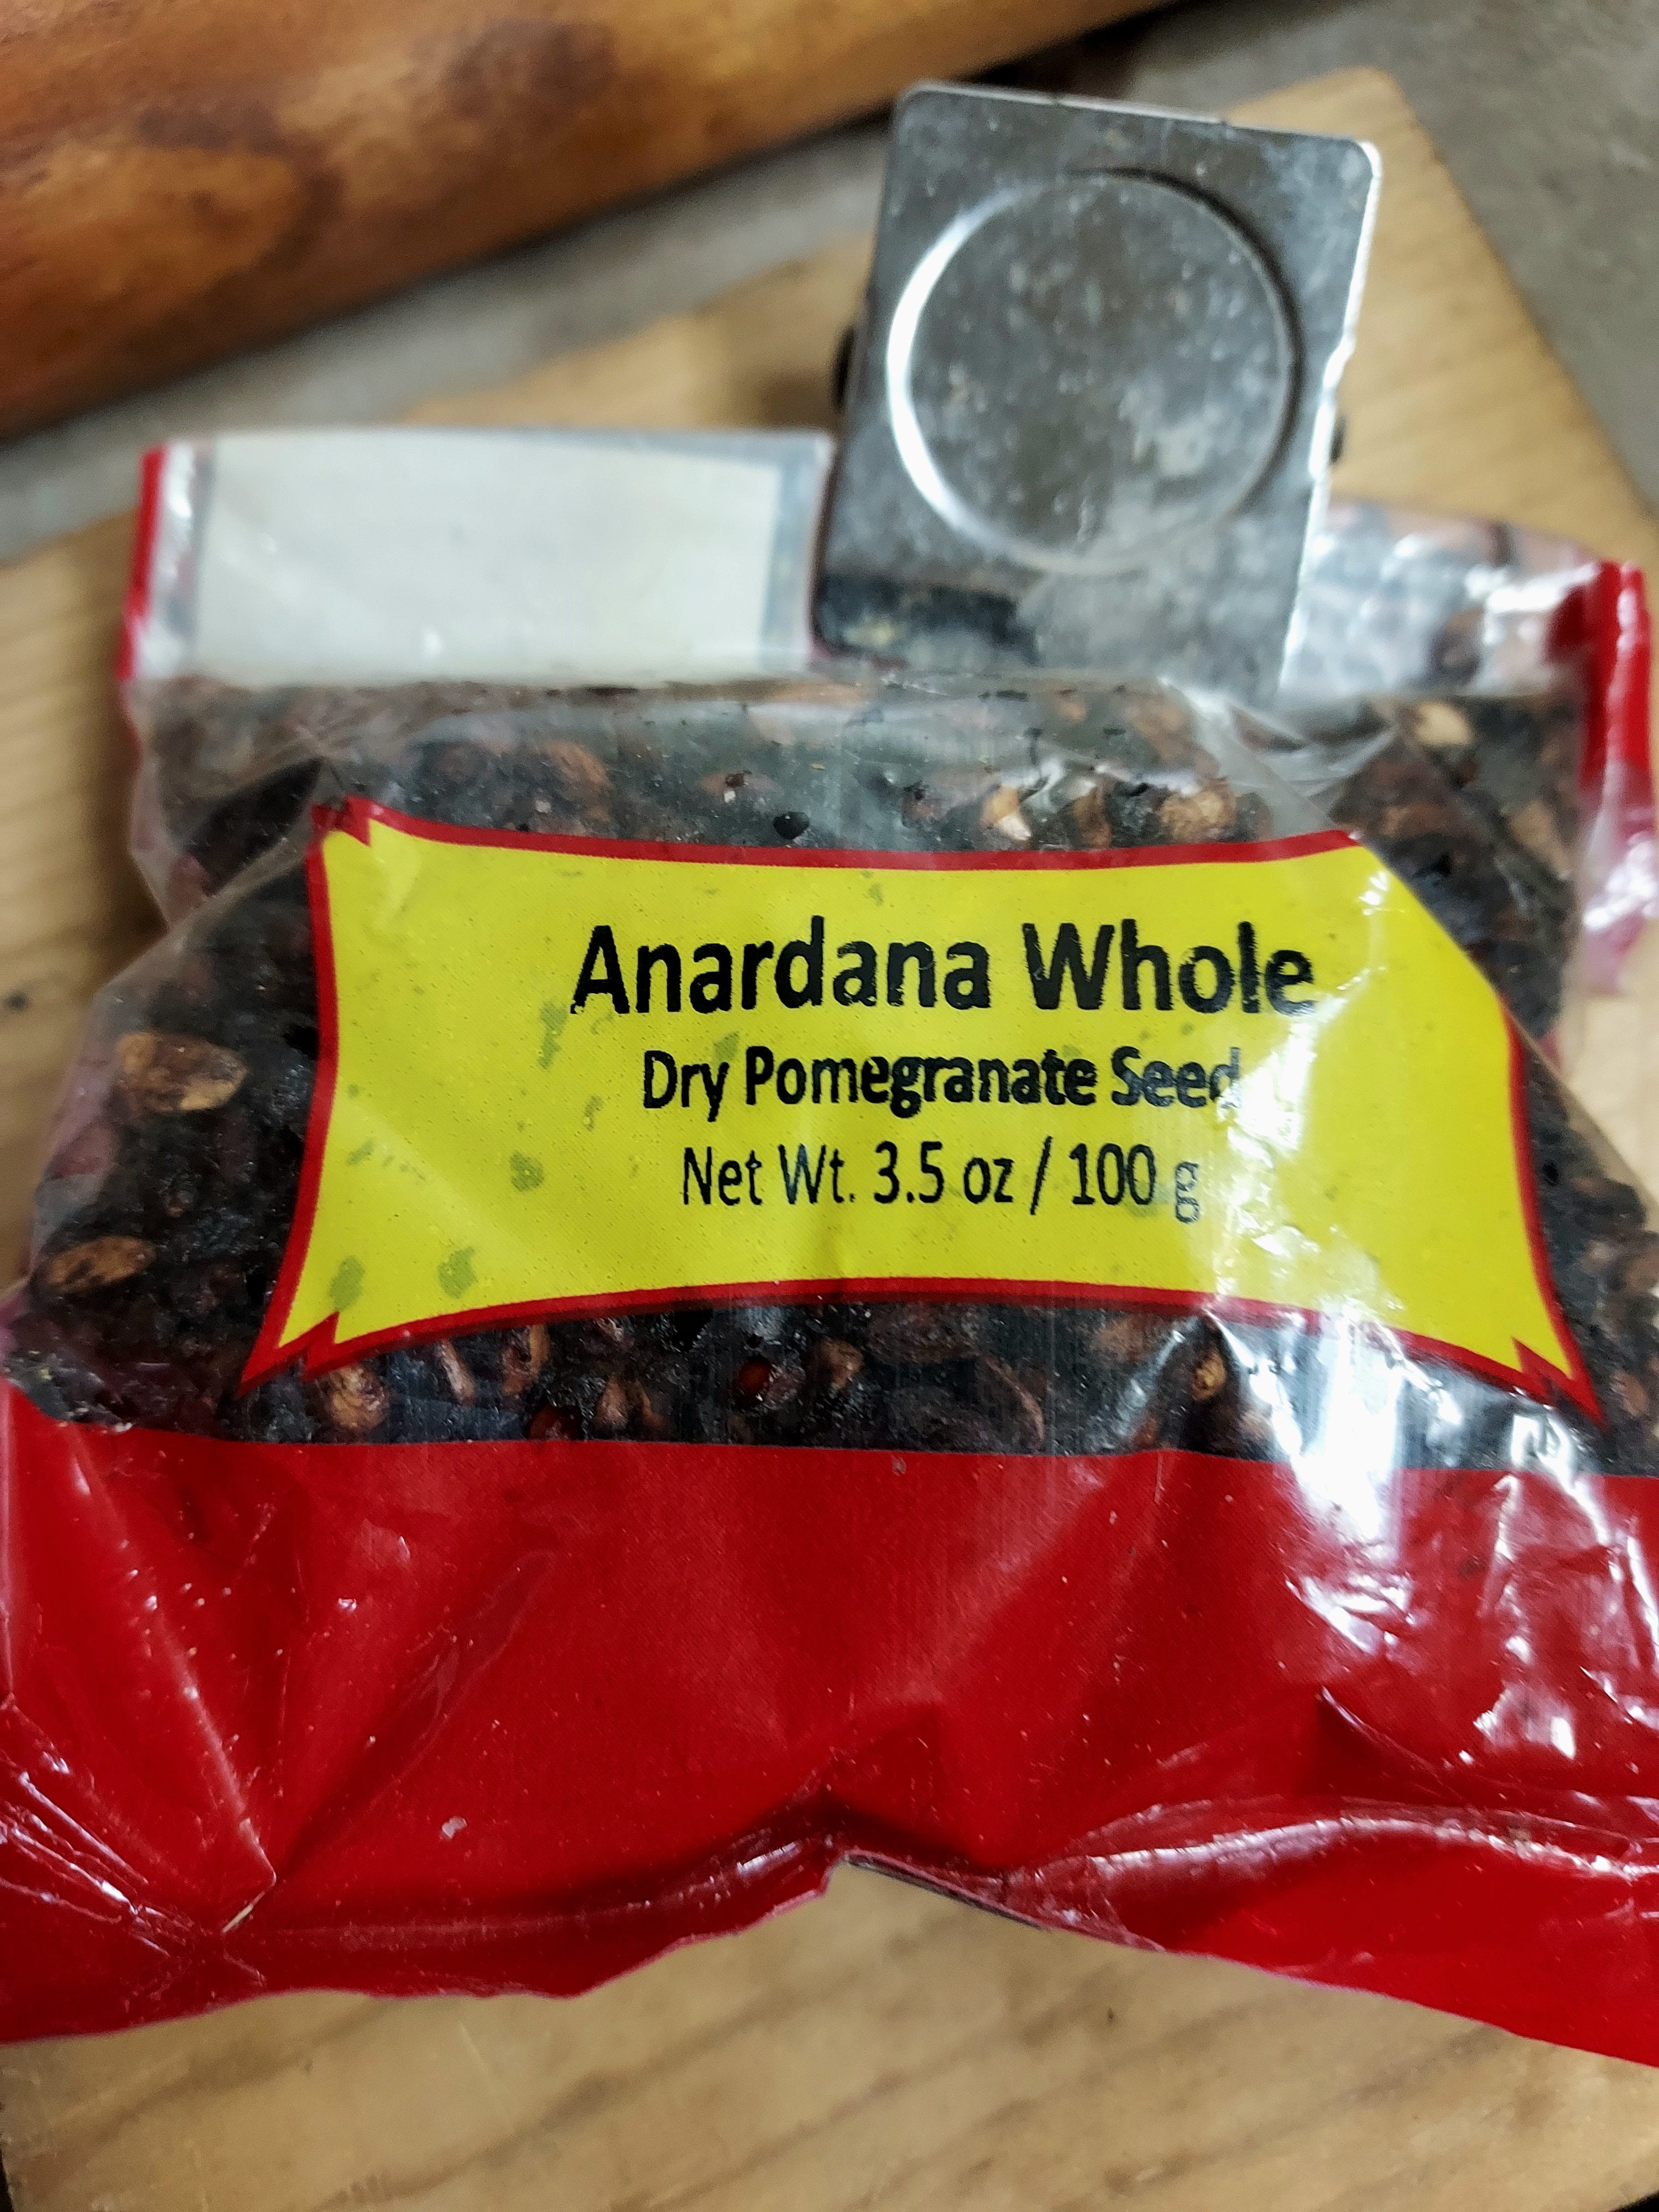 Anardana Whole
Dry Pomegranate Seed
Net Wt. 3.5 oz / 100 g